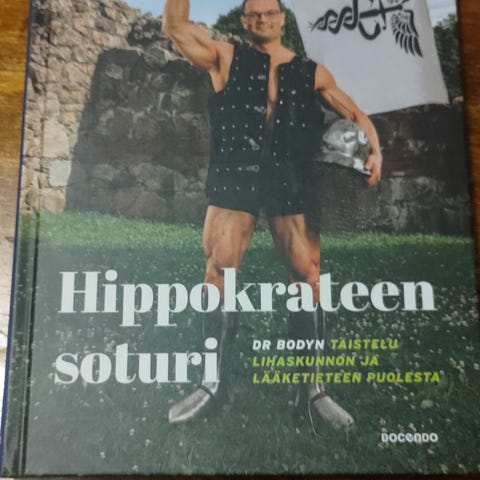 Hippokrateen
soturi
DR BODYN TAISTELU
LIHASKUNNON JA
LÄÄKETIETEEN PUOLESTA
DOCENDO